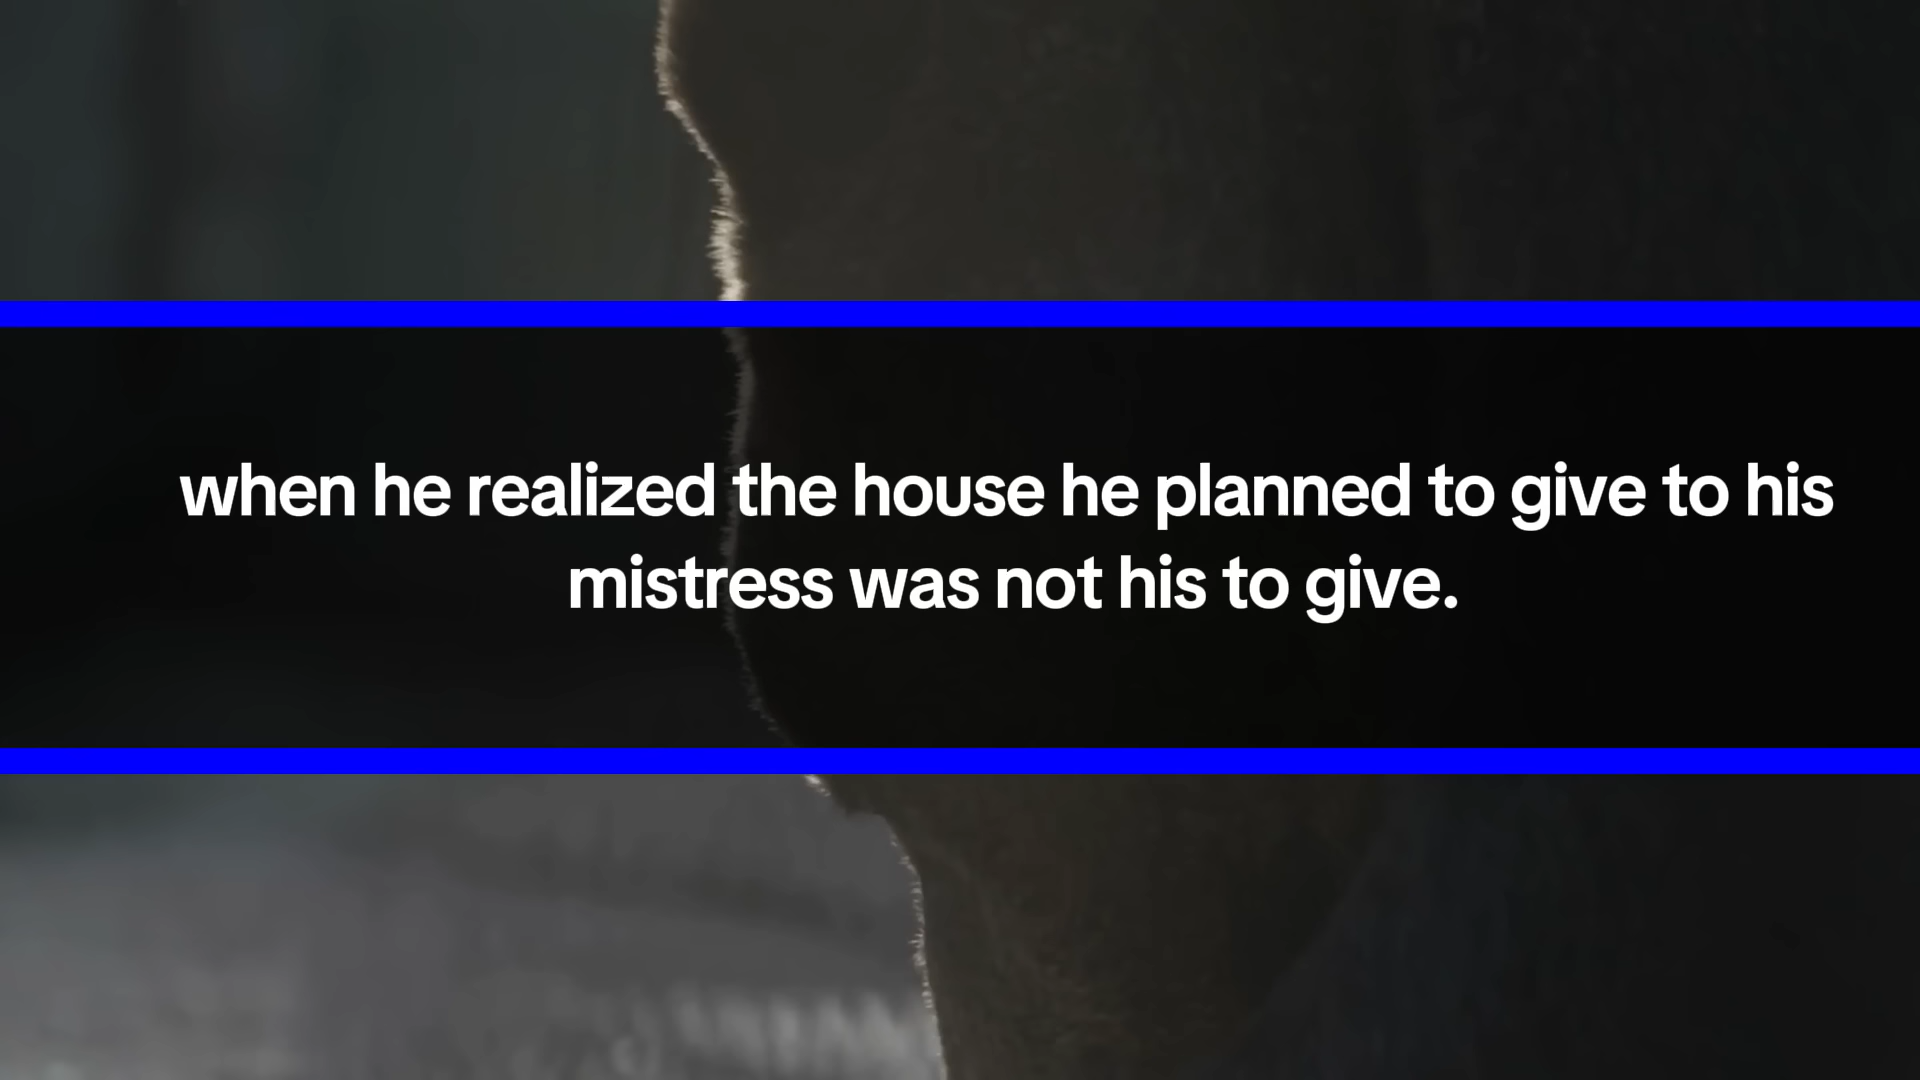 when he realized the house he planned to give to his
mistress was not his to give.